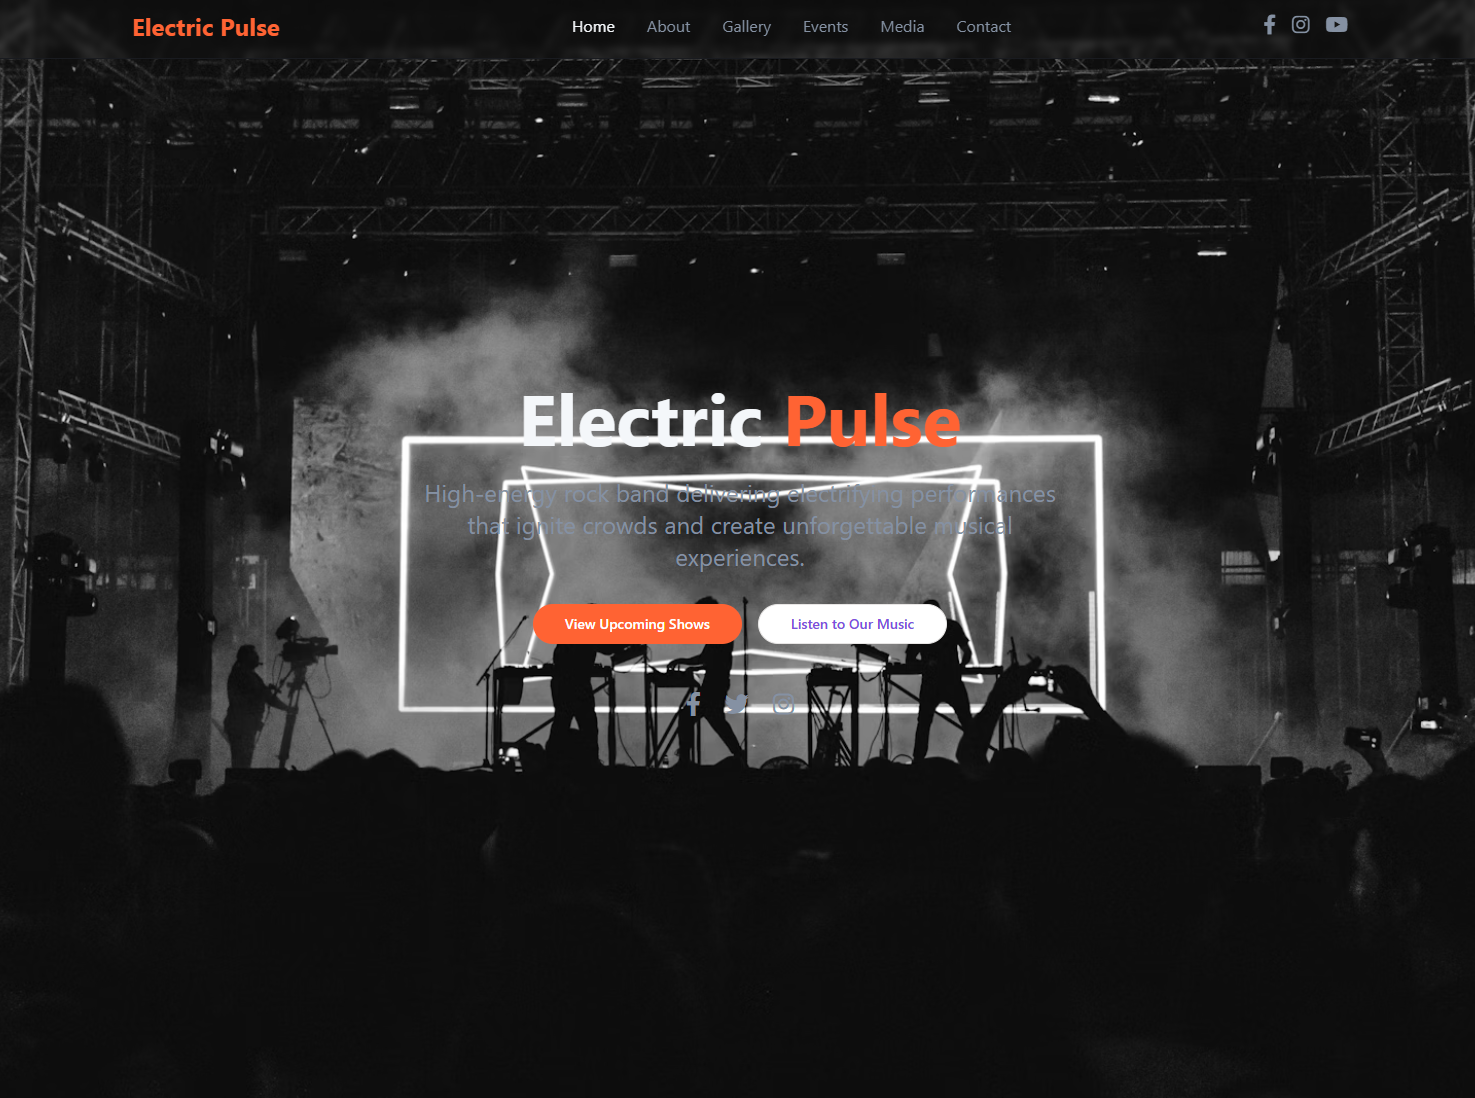 Electric Pulse
Home About Gallery Events Media Contact
Electric Pulse
High-energy rock band delivering electrifying performances
that ignite crowds and create unforgettable musical
experiences.
View Upcoming Shows
Listen to Our Music